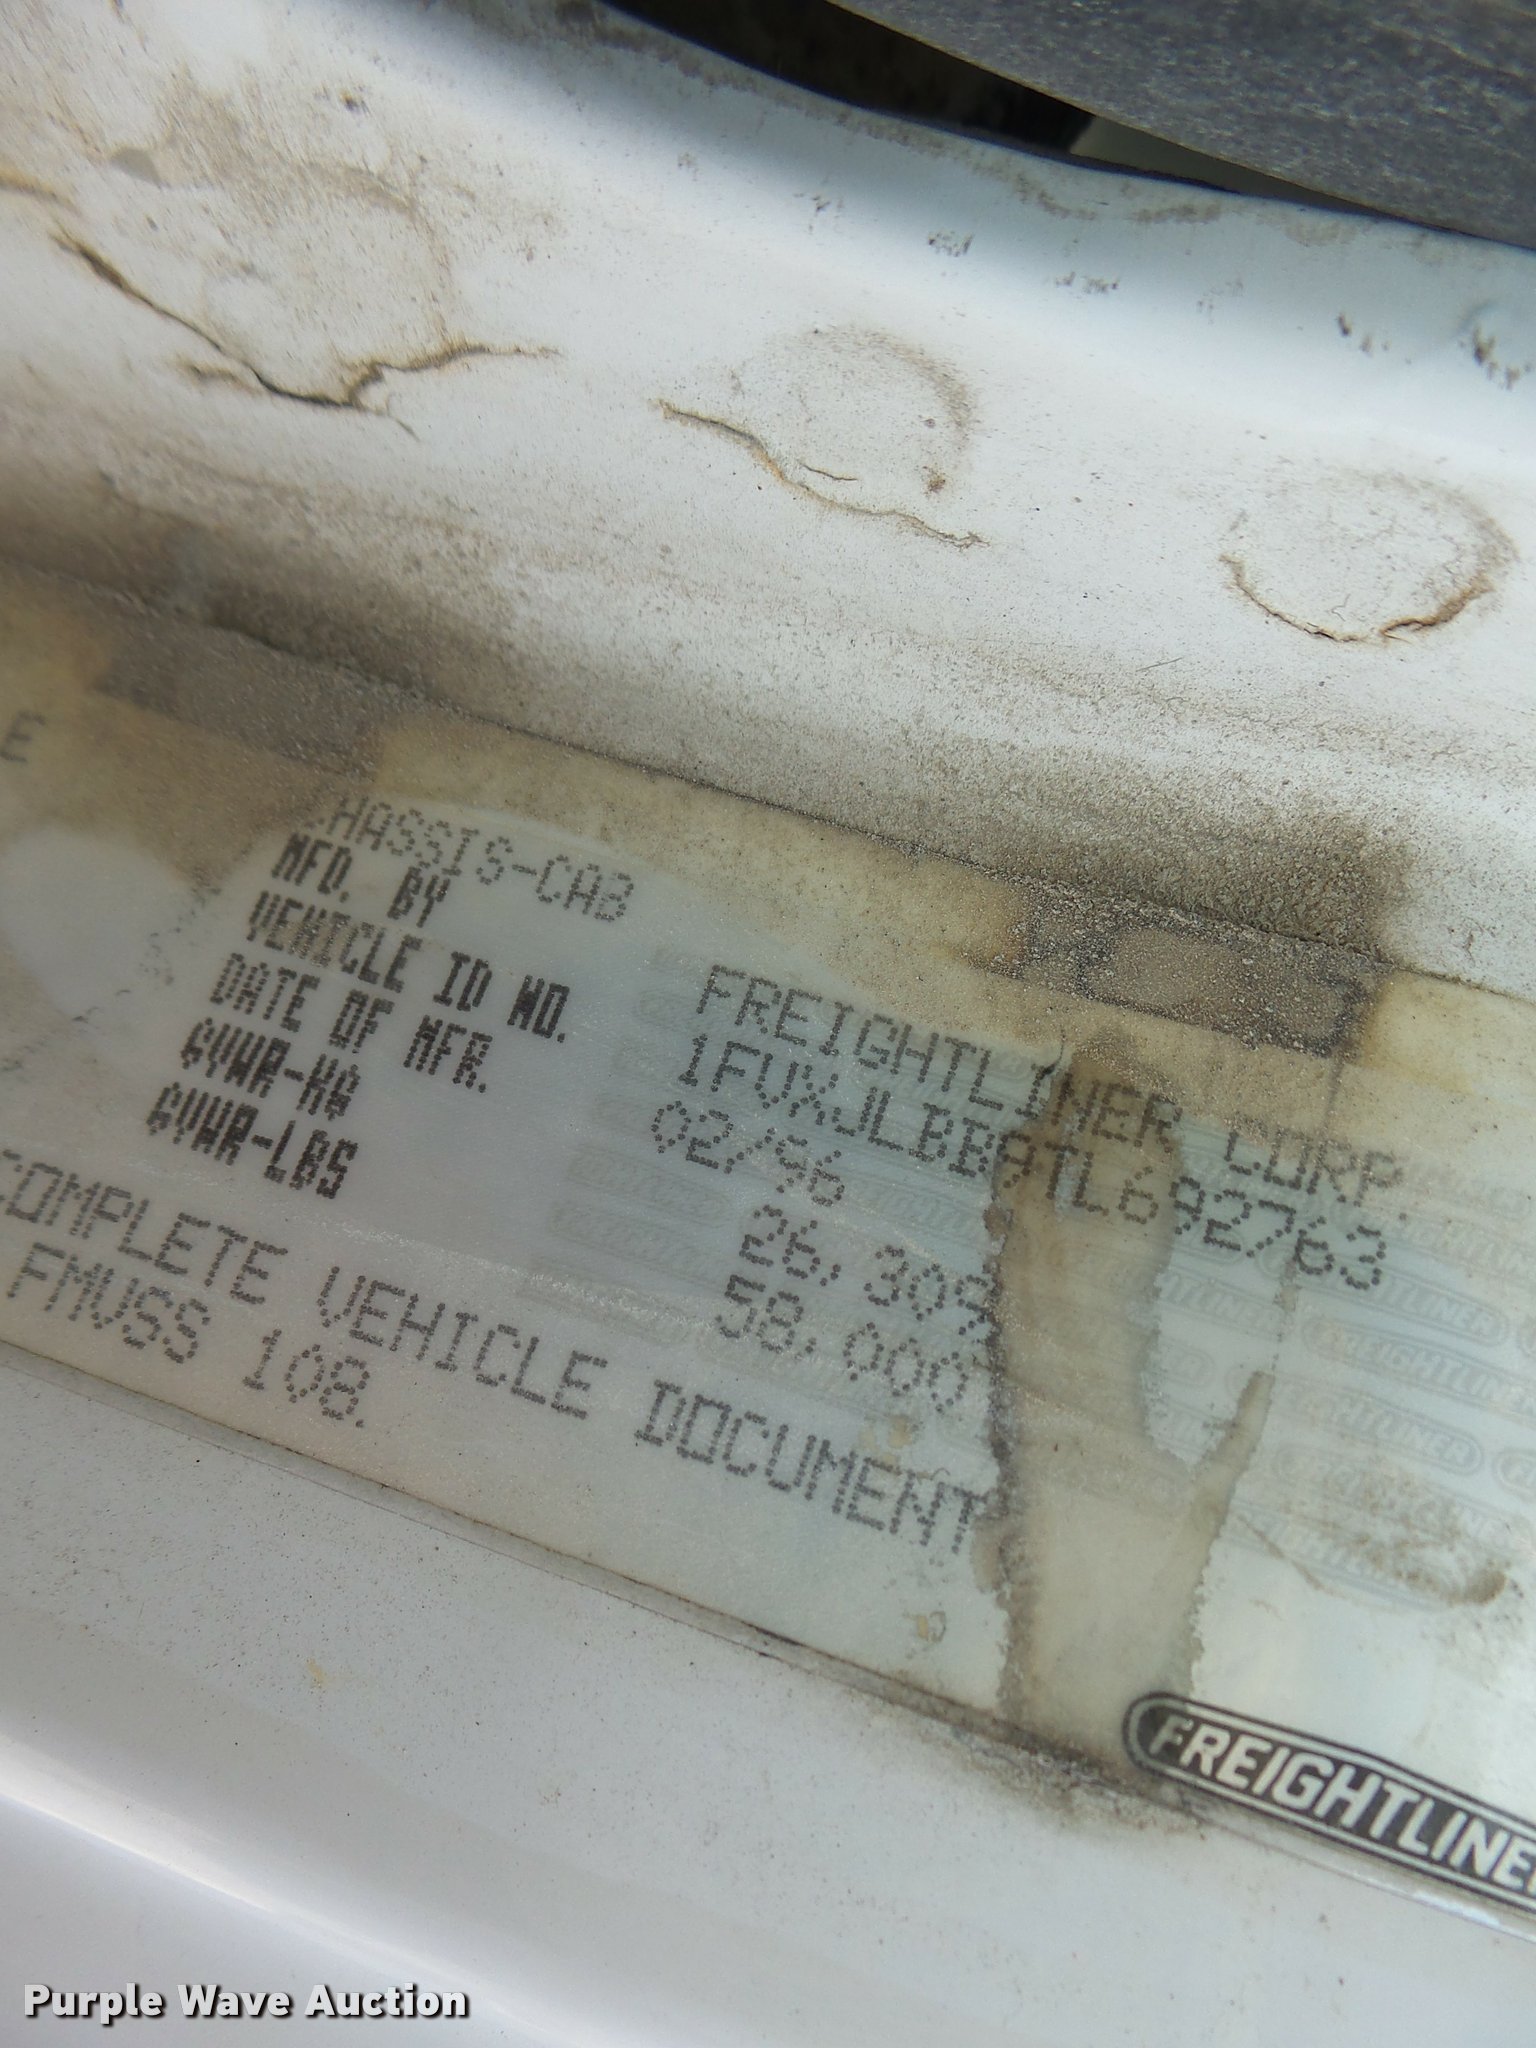 E
CHASSIS-CAB
MFD. BY FREIGHTLINER CORP.
VEHICLE ID NO. 1FVXJLBB9TL692763
DATE OF MFR. 02/96
GVWR-KG 26,309
GVWR-LBS 58,000
COMPLETE VEHICLE DOCUMENT
FMVSS 108.
FREIGHTLINER
Purple Wave Auction